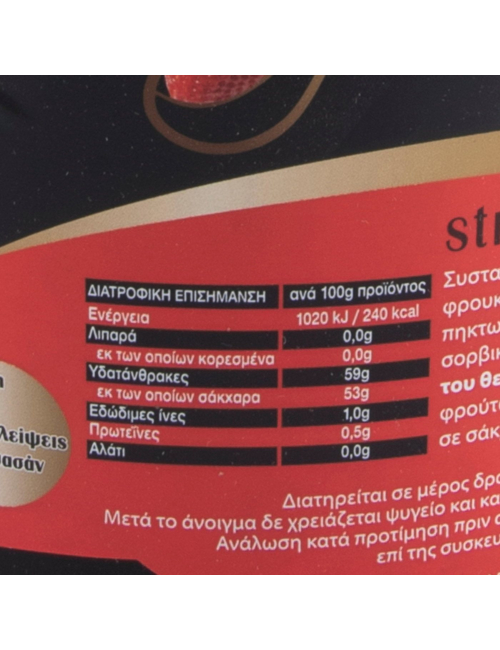 str
ΔΙΑΤΡΟΦΙΚΗ ΕΠΙΣΗΜΑΝΣΗ ανά 100g προϊόντος
Ενέργεια 1020 kJ / 240 kcal
Λιπαρά 0,0g
εκ των οποίων κορεσμένα 0,0g
Υδατάνθρακες 59g
εκ των οποίων σάκχαρα 53g
Εδώδιμες ίνες 1,0g
Πρωτεΐνες 0,5g
Αλάτι 0,0g
Συστα
φρουκ
πηκτω
σορβικ
του θε
φρούτα
σε σάκ
λείψεις
ασάν
Διατηρείται σε μέρος δρο
Μετά το άνοιγμα δε χρειάζεται ψυγείο και κα
Ανάλωση κατά προτίμηση πριν
επί της συσκευ